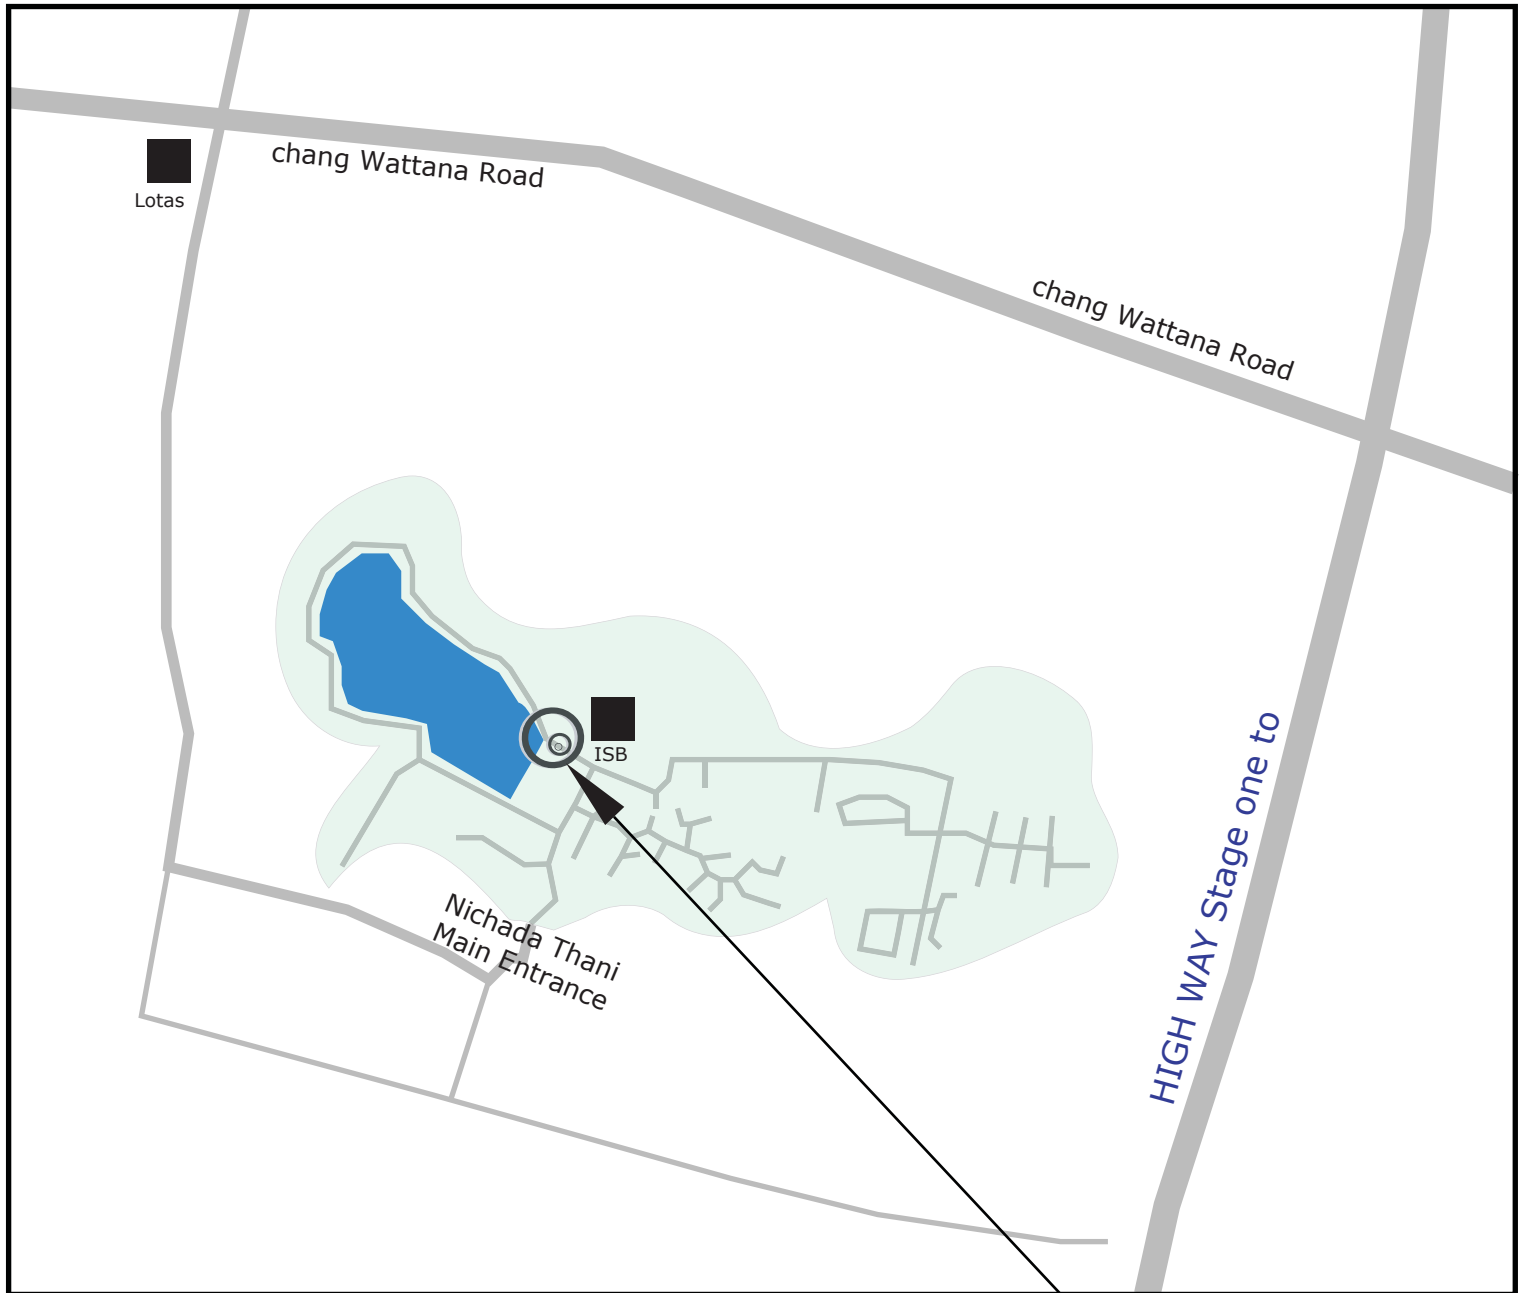 chang Wattana Road
Lotas
chang Wattana Road
ISB
HIGH WAY Stage one to
Nichada Thani
Main Entrance